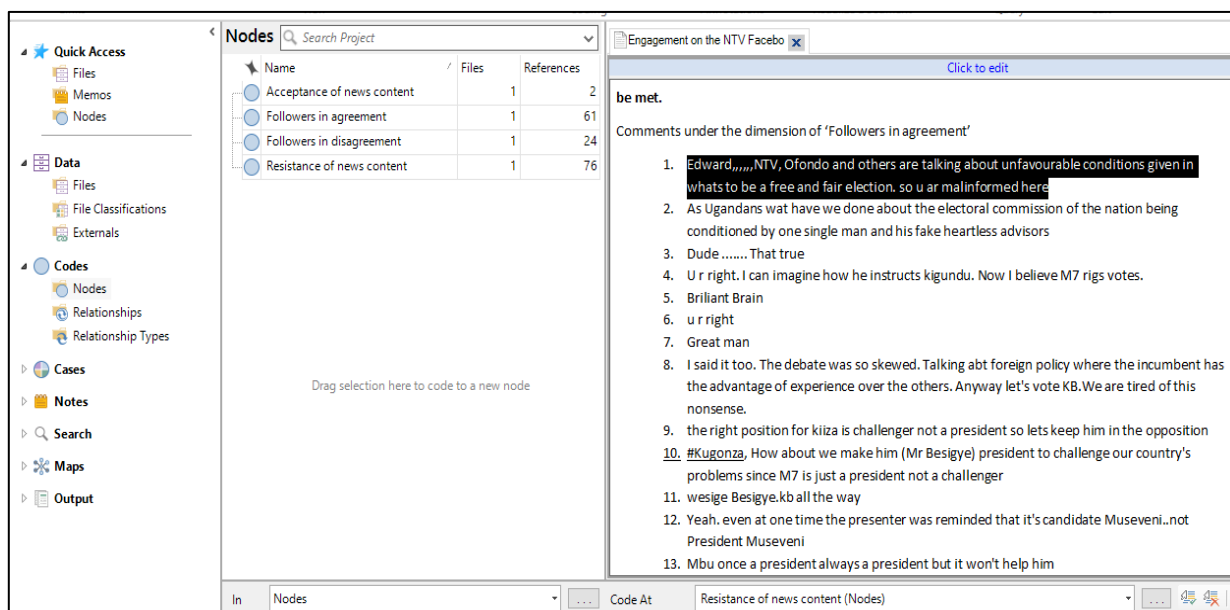 Quick Access
Files
Memos
Nodes
Data
Files
File Classifications
Externals
Codes
Nodes
Relationships
Relationship Types
Cases
Notes
Search
Maps
Output
Nodes Search Project
Name Files References
Acceptance of news content 1 2
Followers in agreement 1 61
Followers in disagreement 1 24
Resistance of news content 1 76
Drag selection here to code to a new node
Engagement on the NTV Facebo
Click to edit
be met.
Comments under the dimension of ‘Followers in agreement’
1. Edward,,,,,,NTV, Ofondo and others are talking about unfavourable conditions given in
whats to be a free and fair election. so u ar malinformed here
2. As Ugandans wat have we done about the electoral commission of the nation being
conditioned by one single man and his fake heartless advisors
3. Dude ....... That true
4. U r right. I can imagine how he instructs kigundu. Now I believe M7 rigs votes.
5. Briliant Brain
6. u r right
7. Great man
8. I said it too. The debate was so skewed. Talking abt foreign policy where the incumbent has
the advantage of experience over the others. Anyway let's vote KB.We are tired of this
nonsense.
9. the right position for kiiza is challenger not a president so lets keep him in the opposition
10. #Kugonza, How about we make him (Mr Besigye) president to challenge our country's
problems since M7 is just a president not a challenger
11. wesige Besigye.kb all the way
12. Yeah. even at one time the presenter was reminded that it's candidate Museveni..not
President Museveni
13. Mbu once a president always a president but it won't help him
In Nodes ... Code At Resistance of news content (Nodes) ...